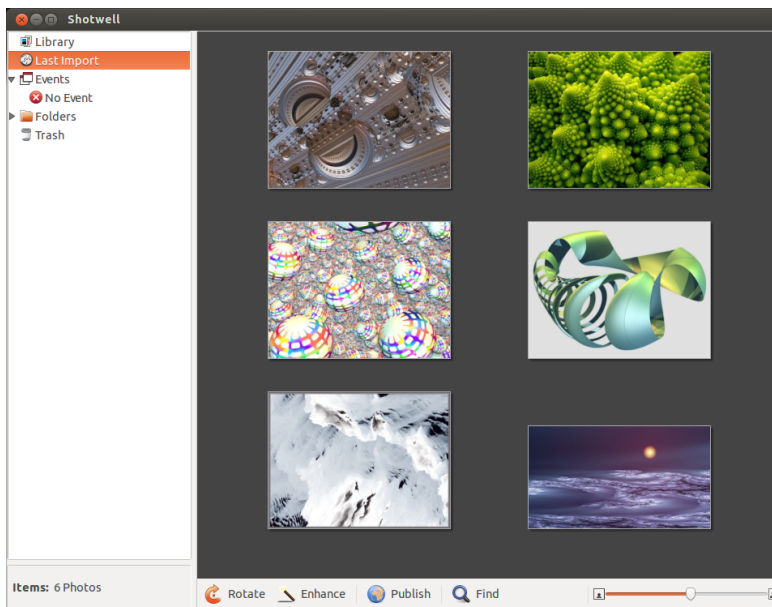 Shotwell
Library
Last Import
Events
No Event
Folders
Trash
Items: 6 Photos
Rotate Enhance Publish Find